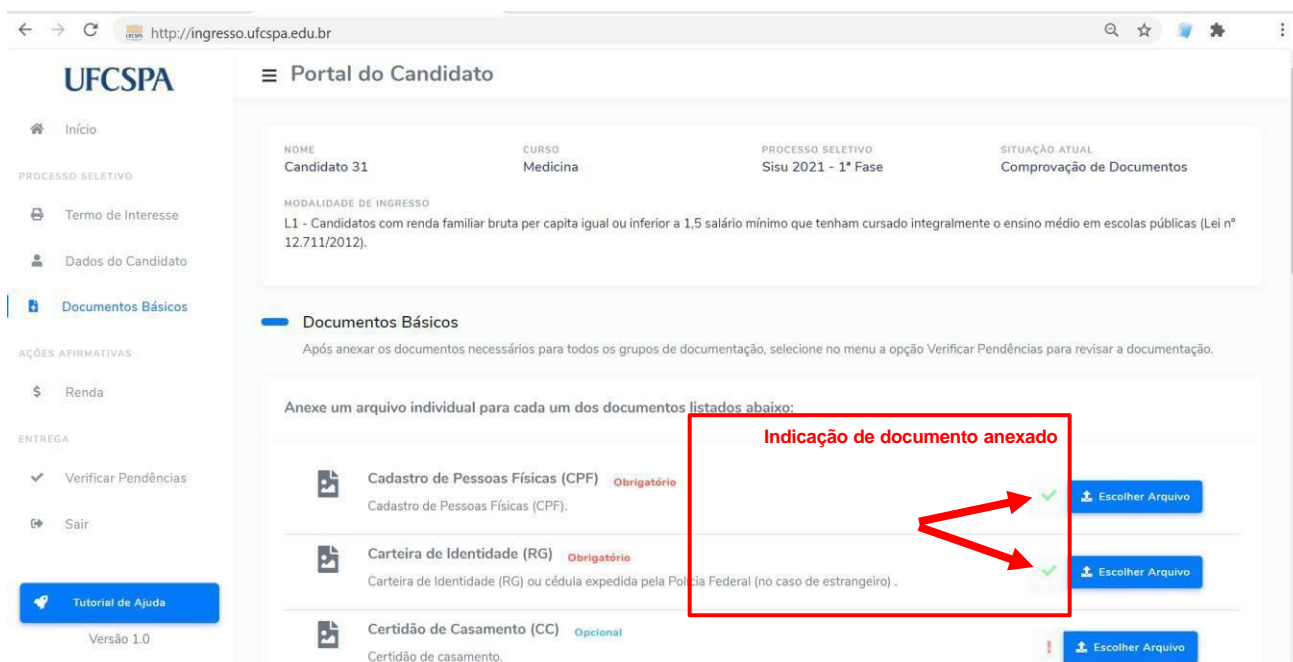 http://ingresso.ufcspa.edu.br
UFCSPA
Portal do Candidato
Início
NOME
CURSO
PROCESSO SELETIVO
SITUAÇÃO ATUAL
Candidato 31
Medicina
Sisu 2021 - 1ª Fase
Comprovação de Documentos
PROCESSO SELETIVO
MODALIDADE DE INGRESSO
Termo de Interesse
L1 - Candidatos com renda familiar bruta per capita igual ou inferior a 1,5 salário mínimo que tenham cursado integralmente o ensino médio em escolas públicas (Lei nº
12.711/2012).
Dados do Candidato
Documentos Básicos
Documentos Básicos
Após anexar os documentos necessários para todos os grupos de documentação, selecione no menu a opção Verificar Pendências para revisar a documentação.
AÇÕES AFIRMATIVAS
$ Renda
Anexe um arquivo individual para cada um dos documentos listados abaixo:
Indicação de documento anexado
ENTREGA
Verificar Pendências
Sair
Cadastro de Pessoas Físicas (CPF) Obrigatório
Cadastro de Pessoas Físicas (CPF).
Escolher Arquivo
Carteira de Identidade (RG) Obrigatório
Carteira de Identidade (RG) ou cédula expedida pela Polícia Federal (no caso de estrangeiro) .
Escolher Arquivo
Tutorial de Ajuda
Versão 1.0
Certidão de Casamento (CC) Opcional
Certidão de casamento.
! Escolher Arquivo